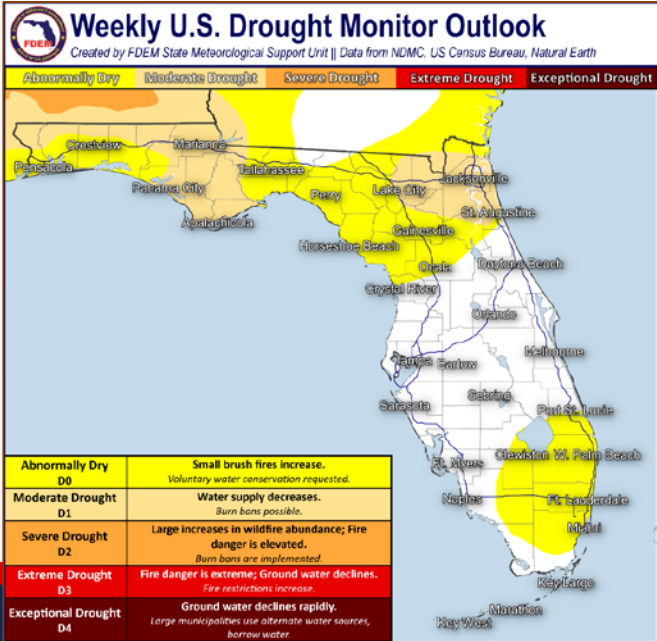 FDEM
Weekly U.S. Drought Monitor Outlook
Created by FDEM State Meteorological Support Unit || Data from NDMC, US Census Bureau, Natural Earth
Abnormally Dry Moderate Drought Severe Drought Extreme Drought Exceptional Drought
Crestview
Marianna
Pensacola
Tallahassee
Panama City
Perry
Lake City
Jacksonville
Apalachicola
St. Augustine
Gainesville
Horseshoe Beach
Ocala
Daytona Beach
Crystal River
Orlando
Tampa
Bartow
Melbourne
Sebring
Sarasota
Port St. Lucie
Clewiston
W. Palm Beach
Ft. Myers
Naples
Ft. Lauderdale
Miami
Key Largo
Marathon
Key West
Abnormally Dry
D0
Small brush fires increase.
Voluntary water conservation requested.
Moderate Drought
D1
Water supply decreases.
Burn bans possible.
Severe Drought
D2
Large increases in wildfire abundance; Fire
danger is elevated.
Burn bans are implemented.
Extreme Drought
D3
Fire danger is extreme; Ground water declines.
Fire restrictions increase.
Exceptional Drought
D4
Ground water declines rapidly.
Large municipalities use alternate water sources,
borrow water.